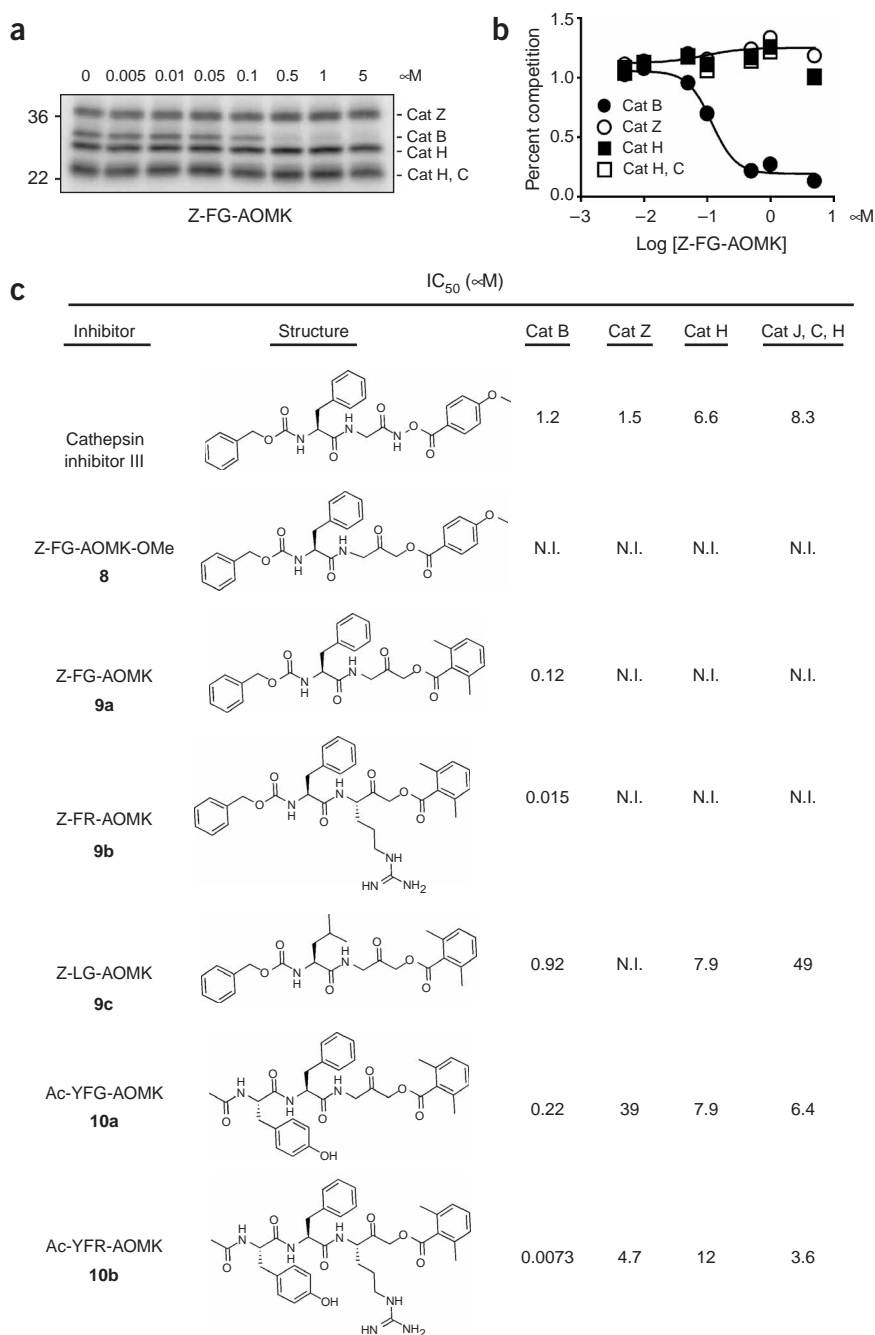 a
0 0.005 0.01 0.05 0.1 0.5 1 5 ∝M
36
22
Cat Z
Cat B
Cat H
Cat H, C
Z-FG-AOMK
b
Percent competition
1.5
1.0
0.5
0.0
Cat B
Cat Z
Cat H
Cat H, C
−3 −2 −1 0 1 ∝M
Log [Z-FG-AOMK]
c
IC50 (∝M)
Inhibitor Structure Cat B Cat Z Cat H Cat J, C, H
Cathepsin
inhibitor III
1.2 1.5 6.6 8.3
Z-FG-AOMK-OMe
8
N.I. N.I. N.I. N.I.
Z-FG-AOMK
9a
0.12 N.I. N.I. N.I.
Z-FR-AOMK
9b
0.015 N.I. N.I. N.I.
Z-LG-AOMK
9c
0.92 N.I. 7.9 49
Ac-YFG-AOMK
10a
0.22 39 7.9 6.4
Ac-YFR-AOMK
10b
0.0073 4.7 12 3.6